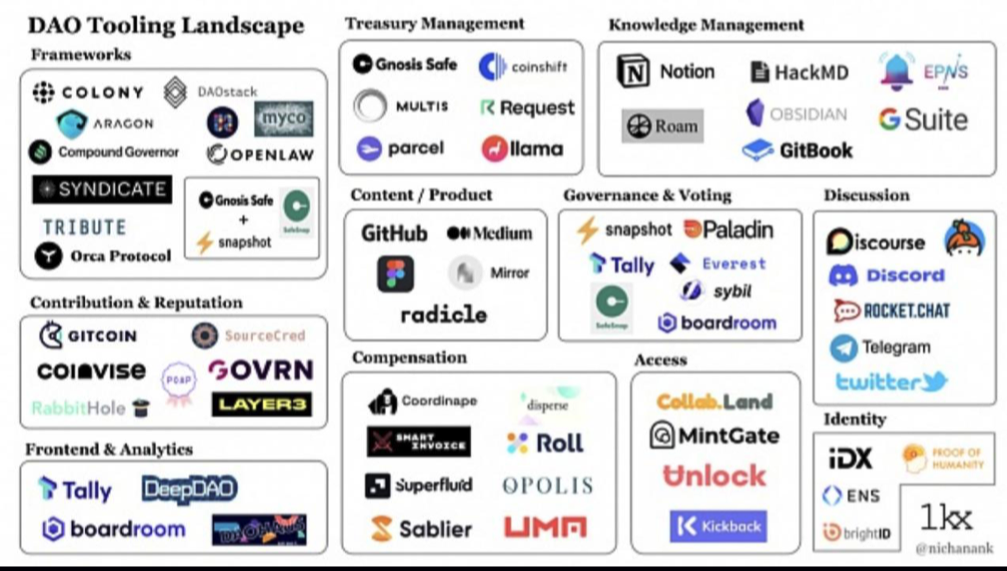 DAO Tooling Landscape
Frameworks
COLONY
DAOstack
ARAGON
myco
Compound Governor
OPENLAW
SYNDICATE
Gnosis Safe
+
snapshot
SafeSnap
TRIBUTE
Orca Protocol
Contribution & Reputation
GITCOIN
SourceCred
COINVISE
POAP
GOVRN
RabbitHole
LAYER3
Frontend & Analytics
Tally
DeepDAO
boardroom
DAOHAUS
Treasury Management
Gnosis Safe
coinshift
MULTIS
Request
parcel
llama
Knowledge Management
Notion
HackMD
EPNS
Roam
OBSIDIAN
G Suite
GitBook
Content / Product
GitHub
Medium
Mirror
radicle
Governance & Voting
snapshot
Paladin
Tally
Everest
SafeSnap
sybil
boardroom
Discussion
Discourse
Discord
ROCKET.CHAT
Telegram
twitter
Compensation
Coordinape
disperse
SMART
INVOICE
Roll
Superfluid
OPOLIS
Sablier
UMA
Access
Collab.Land
MintGate
Unlock
Kickback
Identity
iDX
PROOF OF
HUMANITY
ENS
brightID
1kx
@nichanank